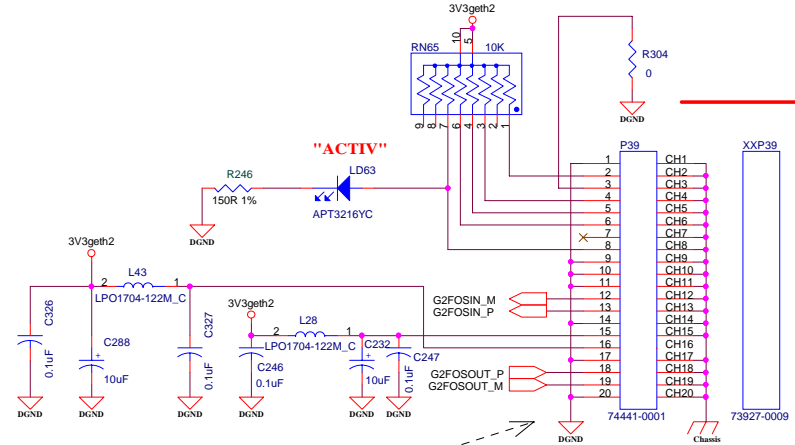 3V3geth2
10
5
RN65
10K
R304
0
DGND
9
8
7
6
4
3
2
1
"ACTIV"
R246
LD63
150R 1%
APT3216YC
DGND
P39
XXP39
1 CH1
2 CH2
3 CH3
4 CH4
5 CH5
6 CH6
7 CH7
8 CH8
9 CH9
10 CH10
11 CH11
12 CH12
13 CH13
14 CH14
15 CH15
16 CH16
17 CH17
18 CH18
19 CH19
20 CH20
3V3geth2
2 L43 1
LPO1704-122M_C
C326
0.1uF
C288
+
10uF
C327
0.1uF
3V3geth2
2 L28 1
LPO1704-122M_C
C246
0.1uF
C232
+
10uF
C247
0.1uF
G2FOSIN_M
G2FOSIN_P
G2FOSOUT_P
G2FOSOUT_M
DGND
DGND
DGND
DGND
DGND
DGND
DGND
74441-0001
Chassis
73927-0009